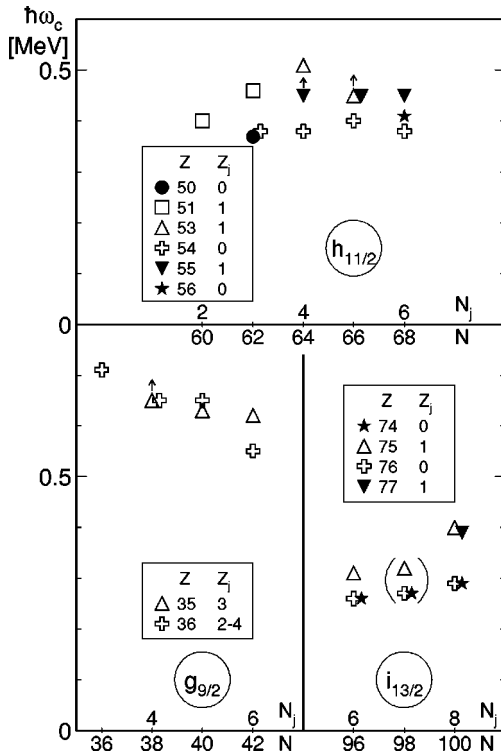 ħω_c
[MeV]
0.5
Z Z_j
50 0
51 1
53 1
54 0
55 1
56 0
h_11/2
2 4 6 N_j
0
60 62 64 66 68 N
Z Z_j
74 0
75 1
76 0
77 1
0.5
Z Z_j
35 3
36 2-4
g_9/2
i_13/2
4 6 N_j 6 8 N_j
0
36 38 40 42 N 96 98 100 N